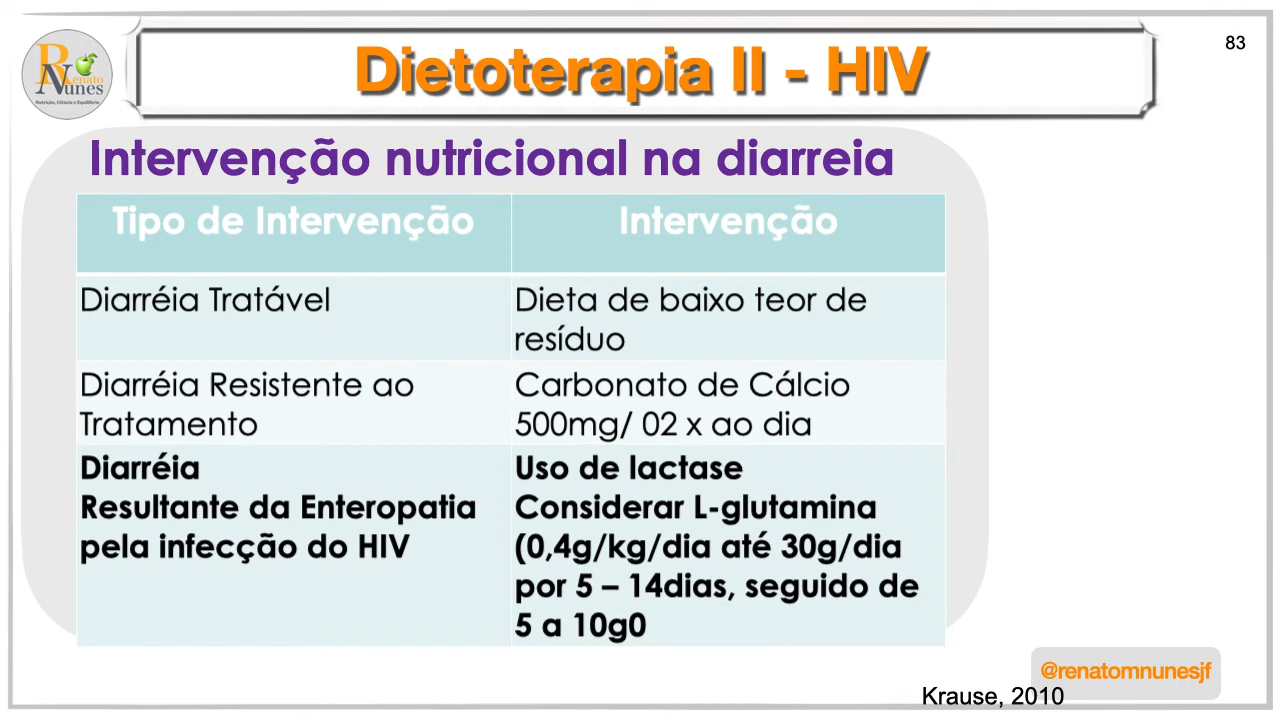 Renato
Nunes
Nutrição, Ciência e Equilíbrio
Dietoterapia II - HIV
83
Intervenção nutricional na diarreia
Tipo de Intervenção
Intervenção
Diarréia Tratável
Dieta de baixo teor de
resíduo
Diarréia Resistente ao
Tratamento
Carbonato de Cálcio
500mg/ 02 x ao dia
Diarréia
Resultante da Enteropatia
pela infecção do HIV
Uso de lactase
Considerar L-glutamina
(0,4g/kg/dia até 30g/dia
por 5 – 14dias, seguido de
5 a 10g0
@renatomnunesjf
Krause, 2010